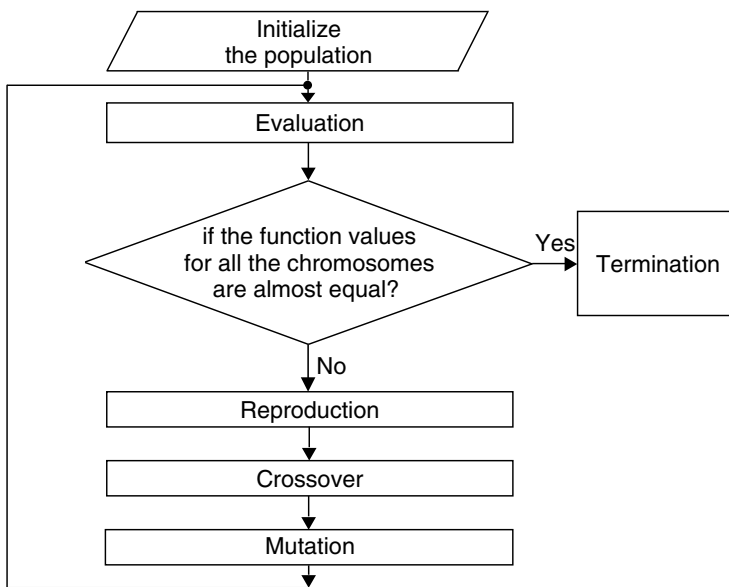 Initialize
the population
Evaluation
if the function values
for all the chromosomes
are almost equal?
Yes
Termination
No
Reproduction
Crossover
Mutation